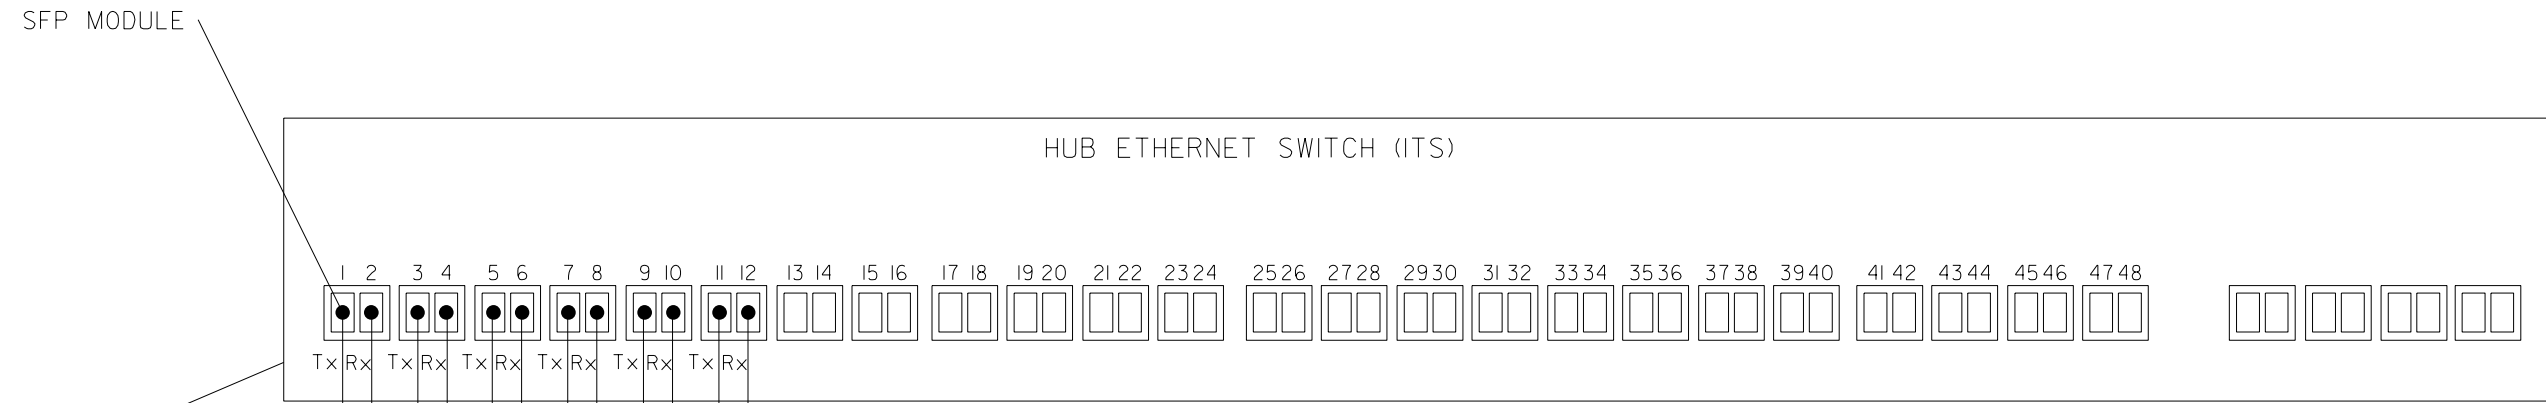 SFP MODULE
HUB ETHERNET SWITCH (ITS)
1 2 3 4 5 6 7 8 9 10 11 12 13 14 15 16 17 18 19 20 21 22 23 24 25 26 27 28 29 30 31 32 33 34 35 36 37 38 39 40 41 42 43 44 45 46 47 48
Tx Rx Tx Rx Tx Rx Tx Rx Tx Rx Tx Rx